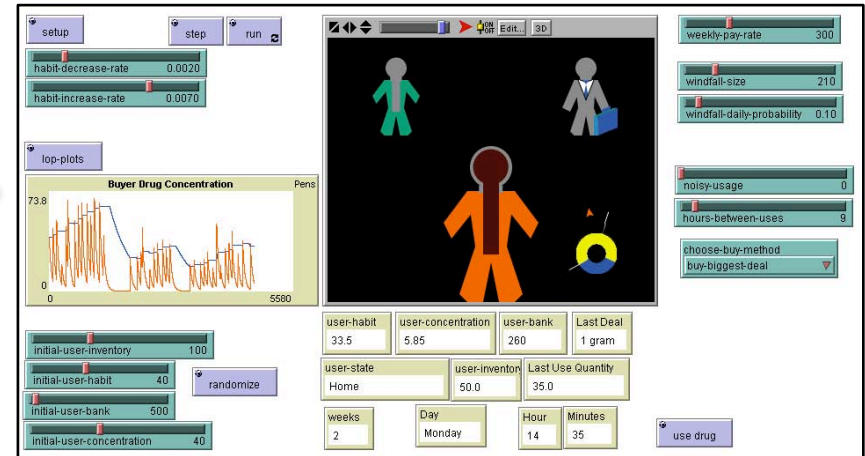 setup
step
run
habit-decrease-rate 0.0020
habit-increase-rate 0.0070
lop-plots
Buyer Drug Concentration
Pens
73.8
0
0
5580
initial-user-inventory 100
initial-user-habit 40
randomize
initial-user-bank 500
initial-user-concentration 40
ON
OFF
Edit...
3D
user-habit
33.5
user-concentration
5.85
user-bank
260
Last Deal
1 gram
user-state
Home
user-inventory
50.0
Last Use Quantity
35.0
weeks
2
Day
Monday
Hour
14
Minutes
35
weekly-pay-rate 300
windfall-size 210
windfall-daily-probability 0.10
noisy-usage 0
hours-between-uses 9
choose-buy-method
buy-biggest-deal
use drug